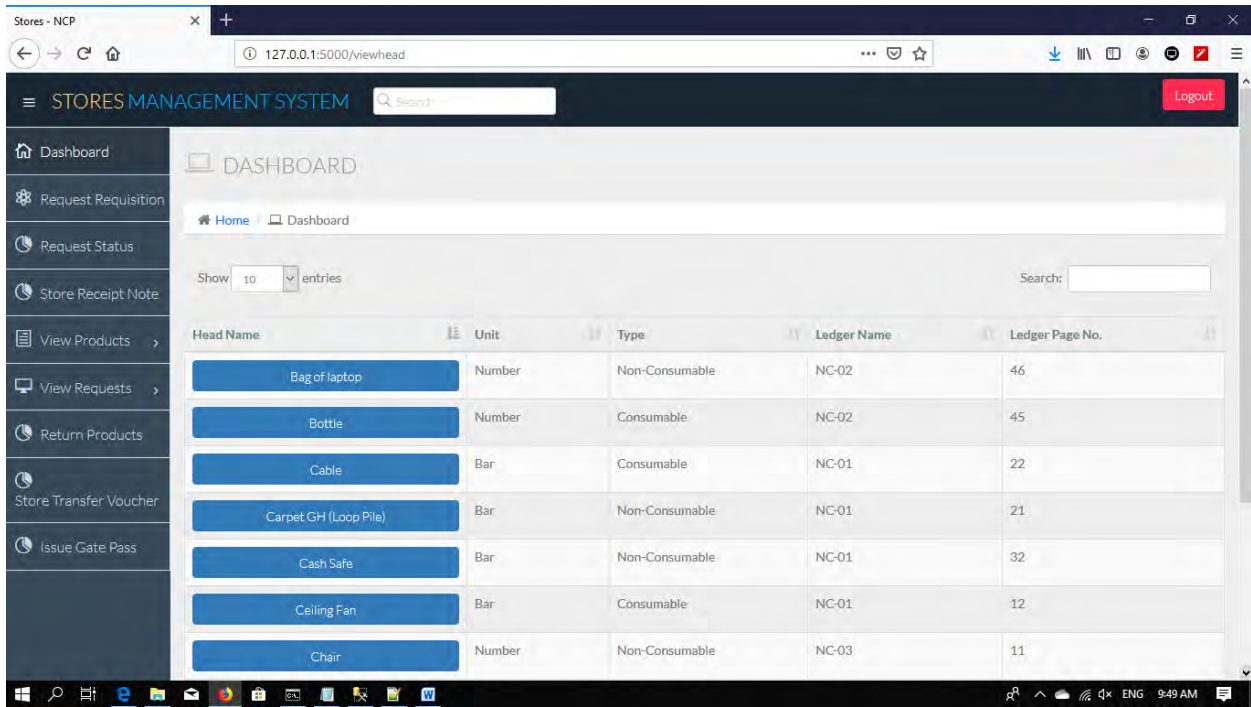 Stores - NCP
127.0.0.1:5000/viewhead
STORES MANAGEMENT SYSTEM
Search
Logout
Dashboard
Request Requisition
Request Status
Store Receipt Note
View Products
View Requests
Return Products
Store Transfer Voucher
Issue Gate Pass
DASHBOARD
Home / Dashboard
Show 10 entries
Search:
Head Name Unit Type Ledger Name Ledger Page No.
Bag of laptop Number Non-Consumable NC-02 46
Bottle Number Consumable NC-02 45
Cable Bar Consumable NC-01 22
Carpet GH (Loop Pile) Bar Non-Consumable NC-01 21
Cash Safe Bar Non-Consumable NC-01 32
Ceiling Fan Bar Consumable NC-01 12
Chair Number Non-Consumable NC-03 11
ENG 9:49 AM